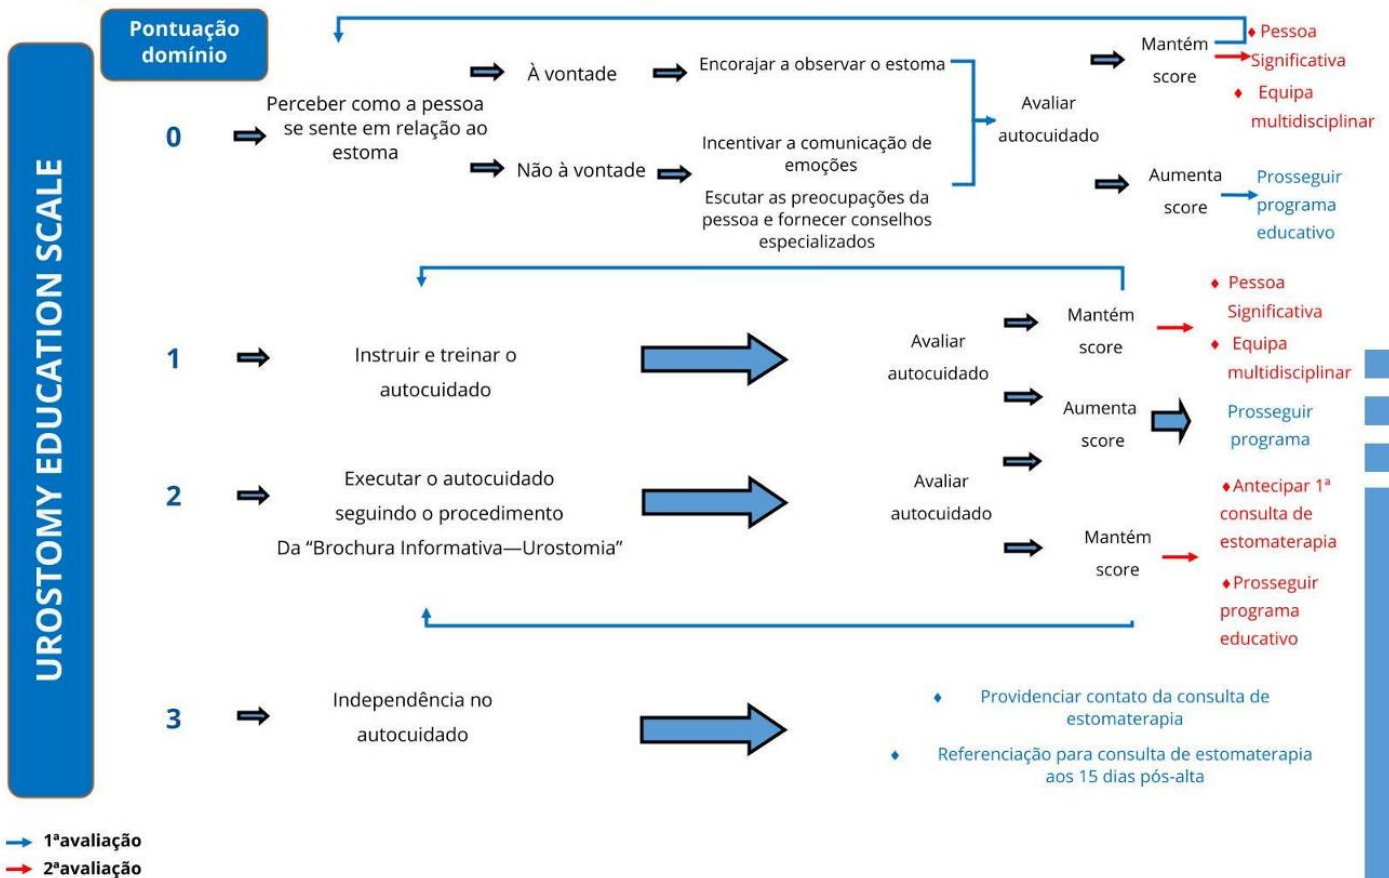 Pontuação
domínio
UROSTOMY EDUCATION SCALE
0
Perceber como a pessoa
se sente em relação ao
estoma
À vontade
Encorajar a observar o estoma
Não à vontade
Incentivar a comunicação de
emoções
Escutar as preocupações da
pessoa e fornecer conselhos
especializados
Avaliar
autocuidado
Mantém
score
♦ Pessoa
Significativa
♦ Equipa
multidisciplinar
Aumenta
score
Prosseguir
programa
educativo
1
Instruir e treinar o
autocuidado
Avaliar
autocuidado
Mantém
score
♦ Pessoa
Significativa
♦ Equipa
multidisciplinar
Aumenta
score
Prosseguir
programa
2
Executar o autocuidado
seguindo o procedimento
Da “Brochura Informativa—Urostomia”
Avaliar
autocuidado
Mantém
score
♦Antecipar 1ª
consulta de
estomaterapia
♦Prosseguir
programa
educativo
3
Independência no
autocuidado
♦ Providenciar contato da consulta de
estomaterapia
♦ Referenciação para consulta de estomaterapia
aos 15 dias pós-alta
1ªavaliação
2ªavaliação